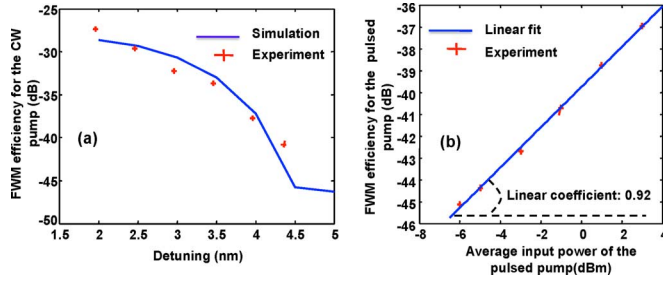 FWM efficiency for the CW
pump (dB)
-25
-30
-35
-40
-45
-50
1.5 2 2.5 3 3.5 4 4.5 5
Detuning (nm)
Simulation
Experiment
(a)
FWM efficiency for the pulsed
pump (dB)
-36
-37
-38
-39
-40
-41
-42
-43
-44
-45
-46
-8 -6 -4 -2 0 2 4
Average input power of the
pulsed pump(dBm)
Linear fit
Experiment
(b)
Linear coefficient: 0.92